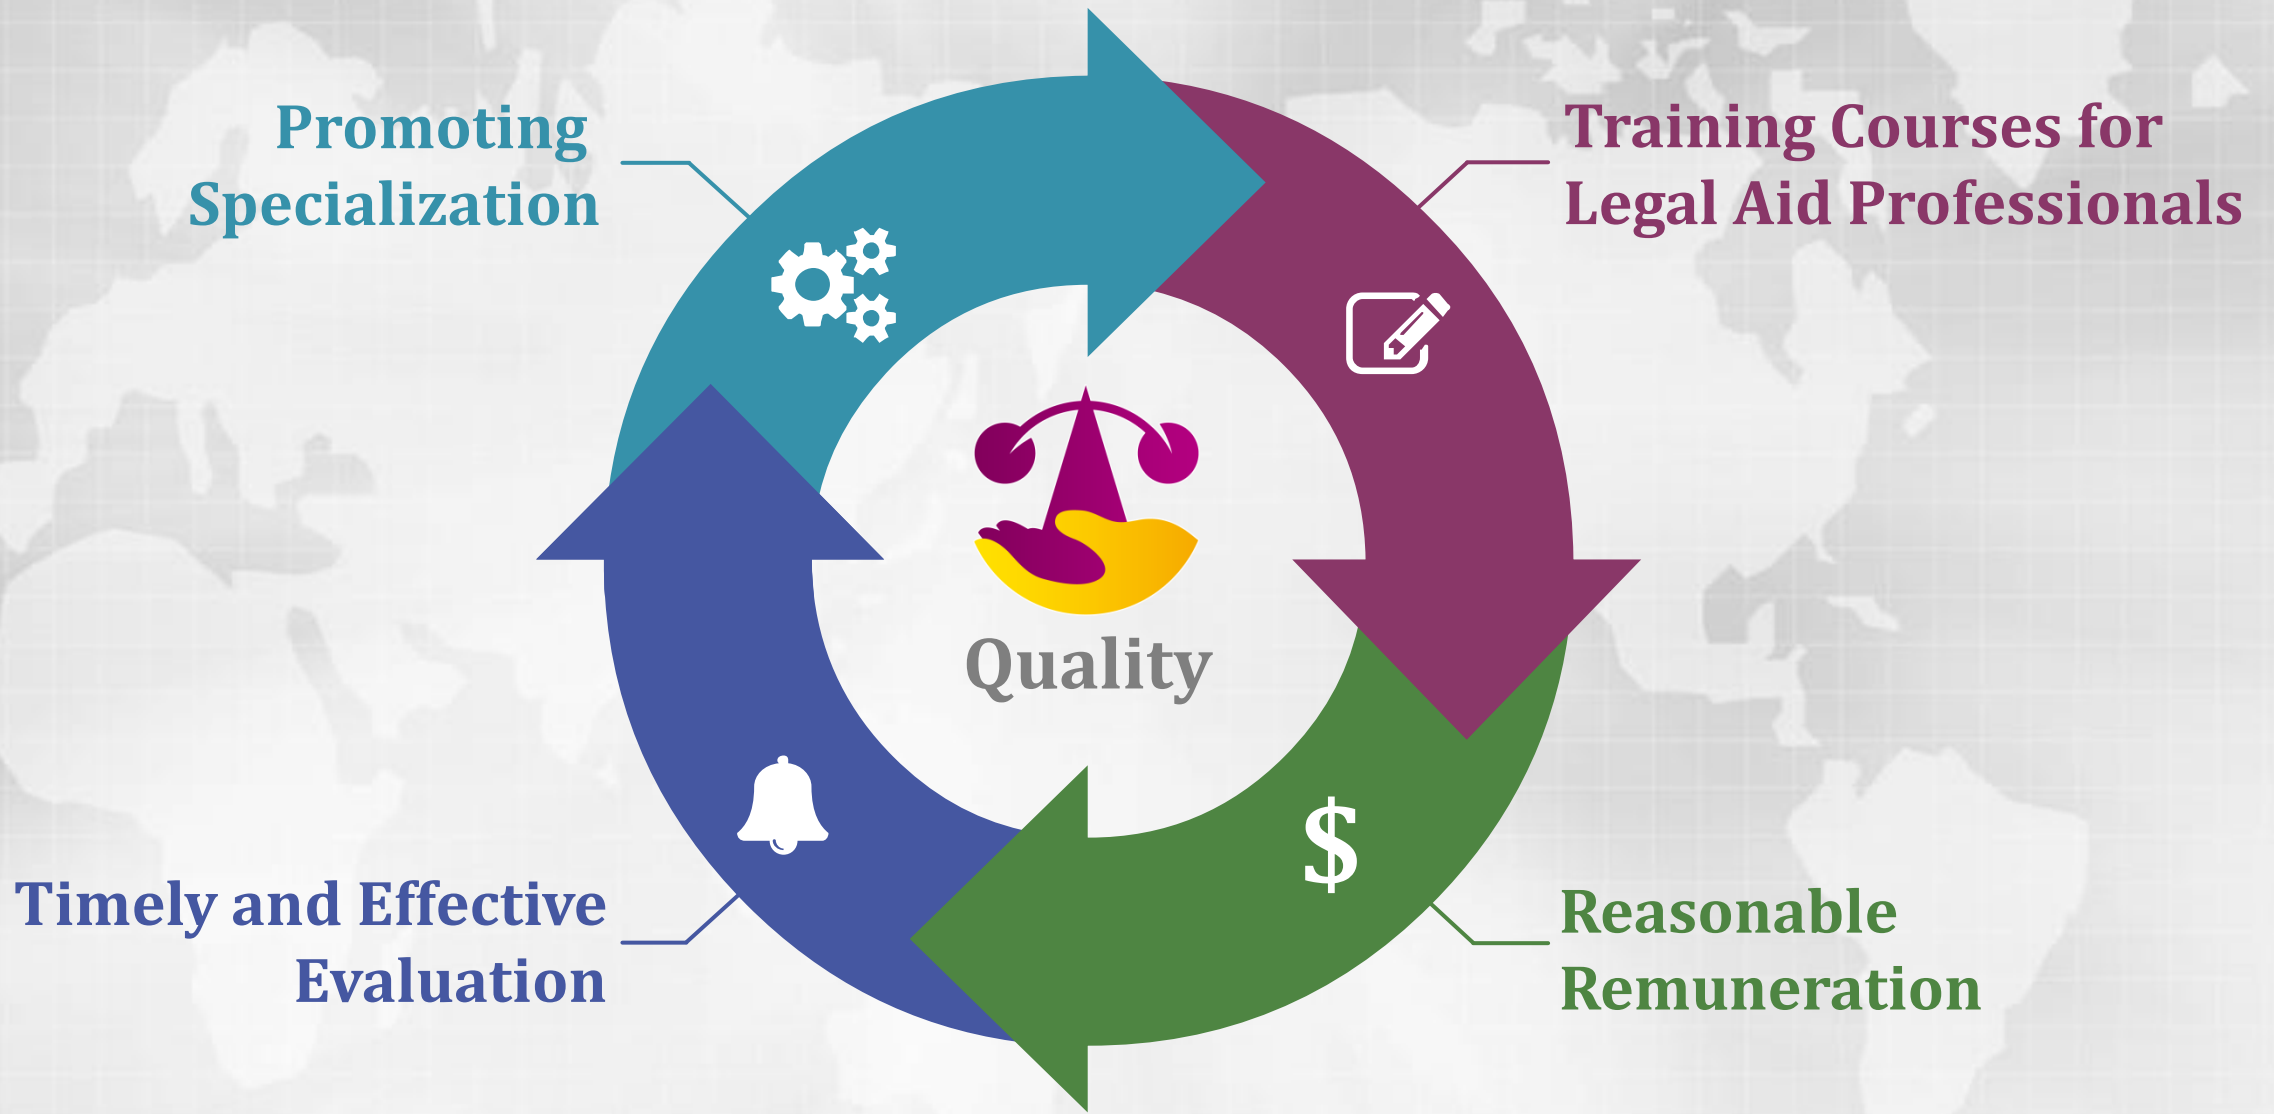 Promoting
Specialization
Training Courses for
Legal Aid Professionals
Quality
$
Timely and Effective
Evaluation
Reasonable
Remuneration